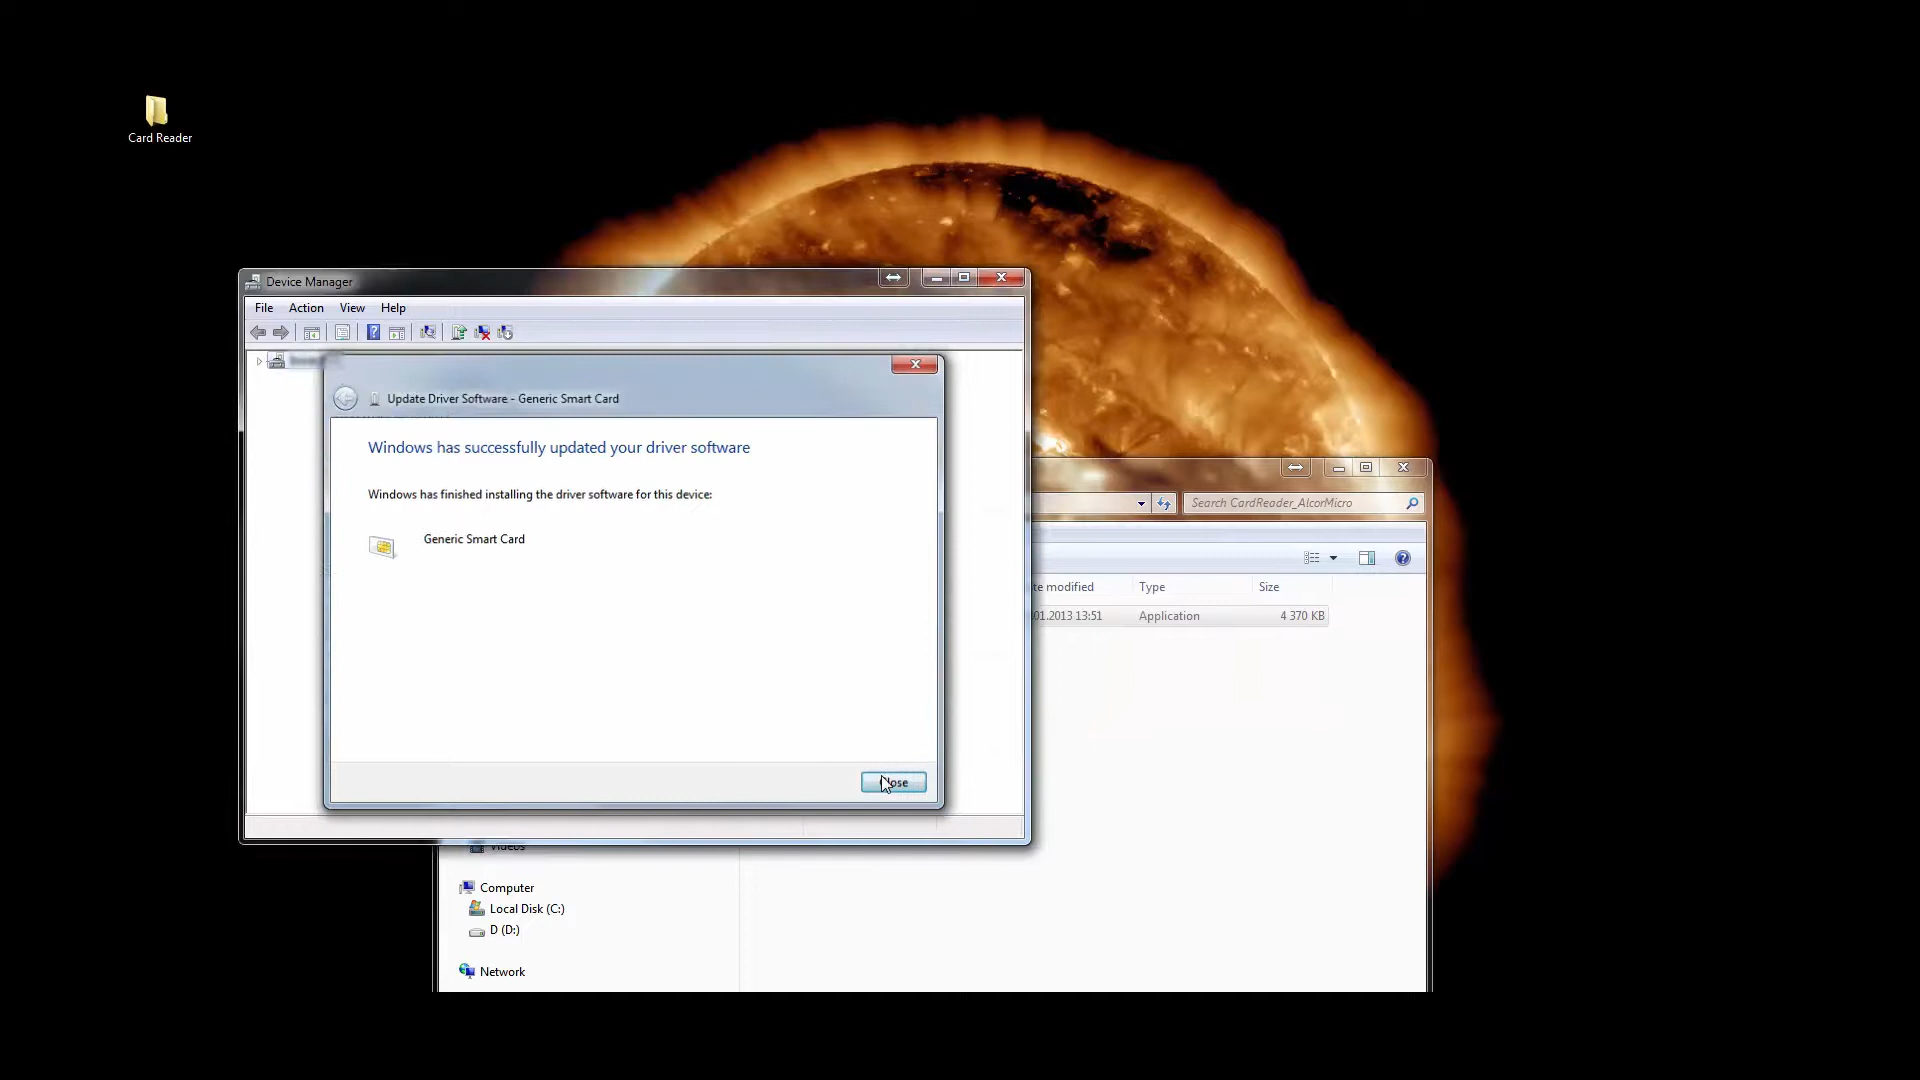 Card Reader
Device Manager
File Action View Help
Update Driver Software - Generic Smart Card
Windows has successfully updated your driver software
Windows has finished installing the driver software for this device:
Generic Smart Card
Search CardReader_AlcorMicro
modified Type Size
01.2013 13:51 Application 4 370 KB
Videos
Computer
Local Disk (C:)
D (D:)
Network